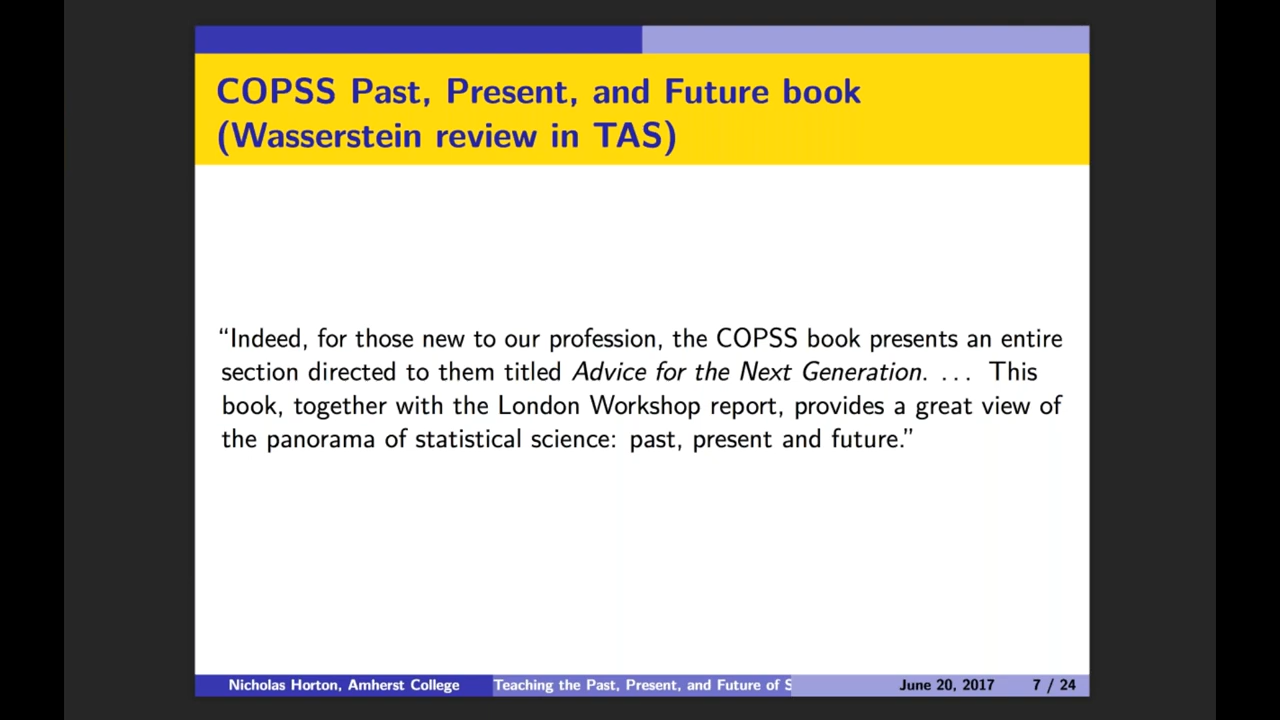 COPSS Past, Present, and Future book
(Wasserstein review in TAS)
“Indeed, for those new to our profession, the COPSS book presents an entire
section directed to them titled Advice for the Next Generation. ... This
book, together with the London Workshop report, provides a great view of
the panorama of statistical science: past, present and future.”
Nicholas Horton, Amherst College Teaching the Past, Present, and Future of S June 20, 2017 7 / 24